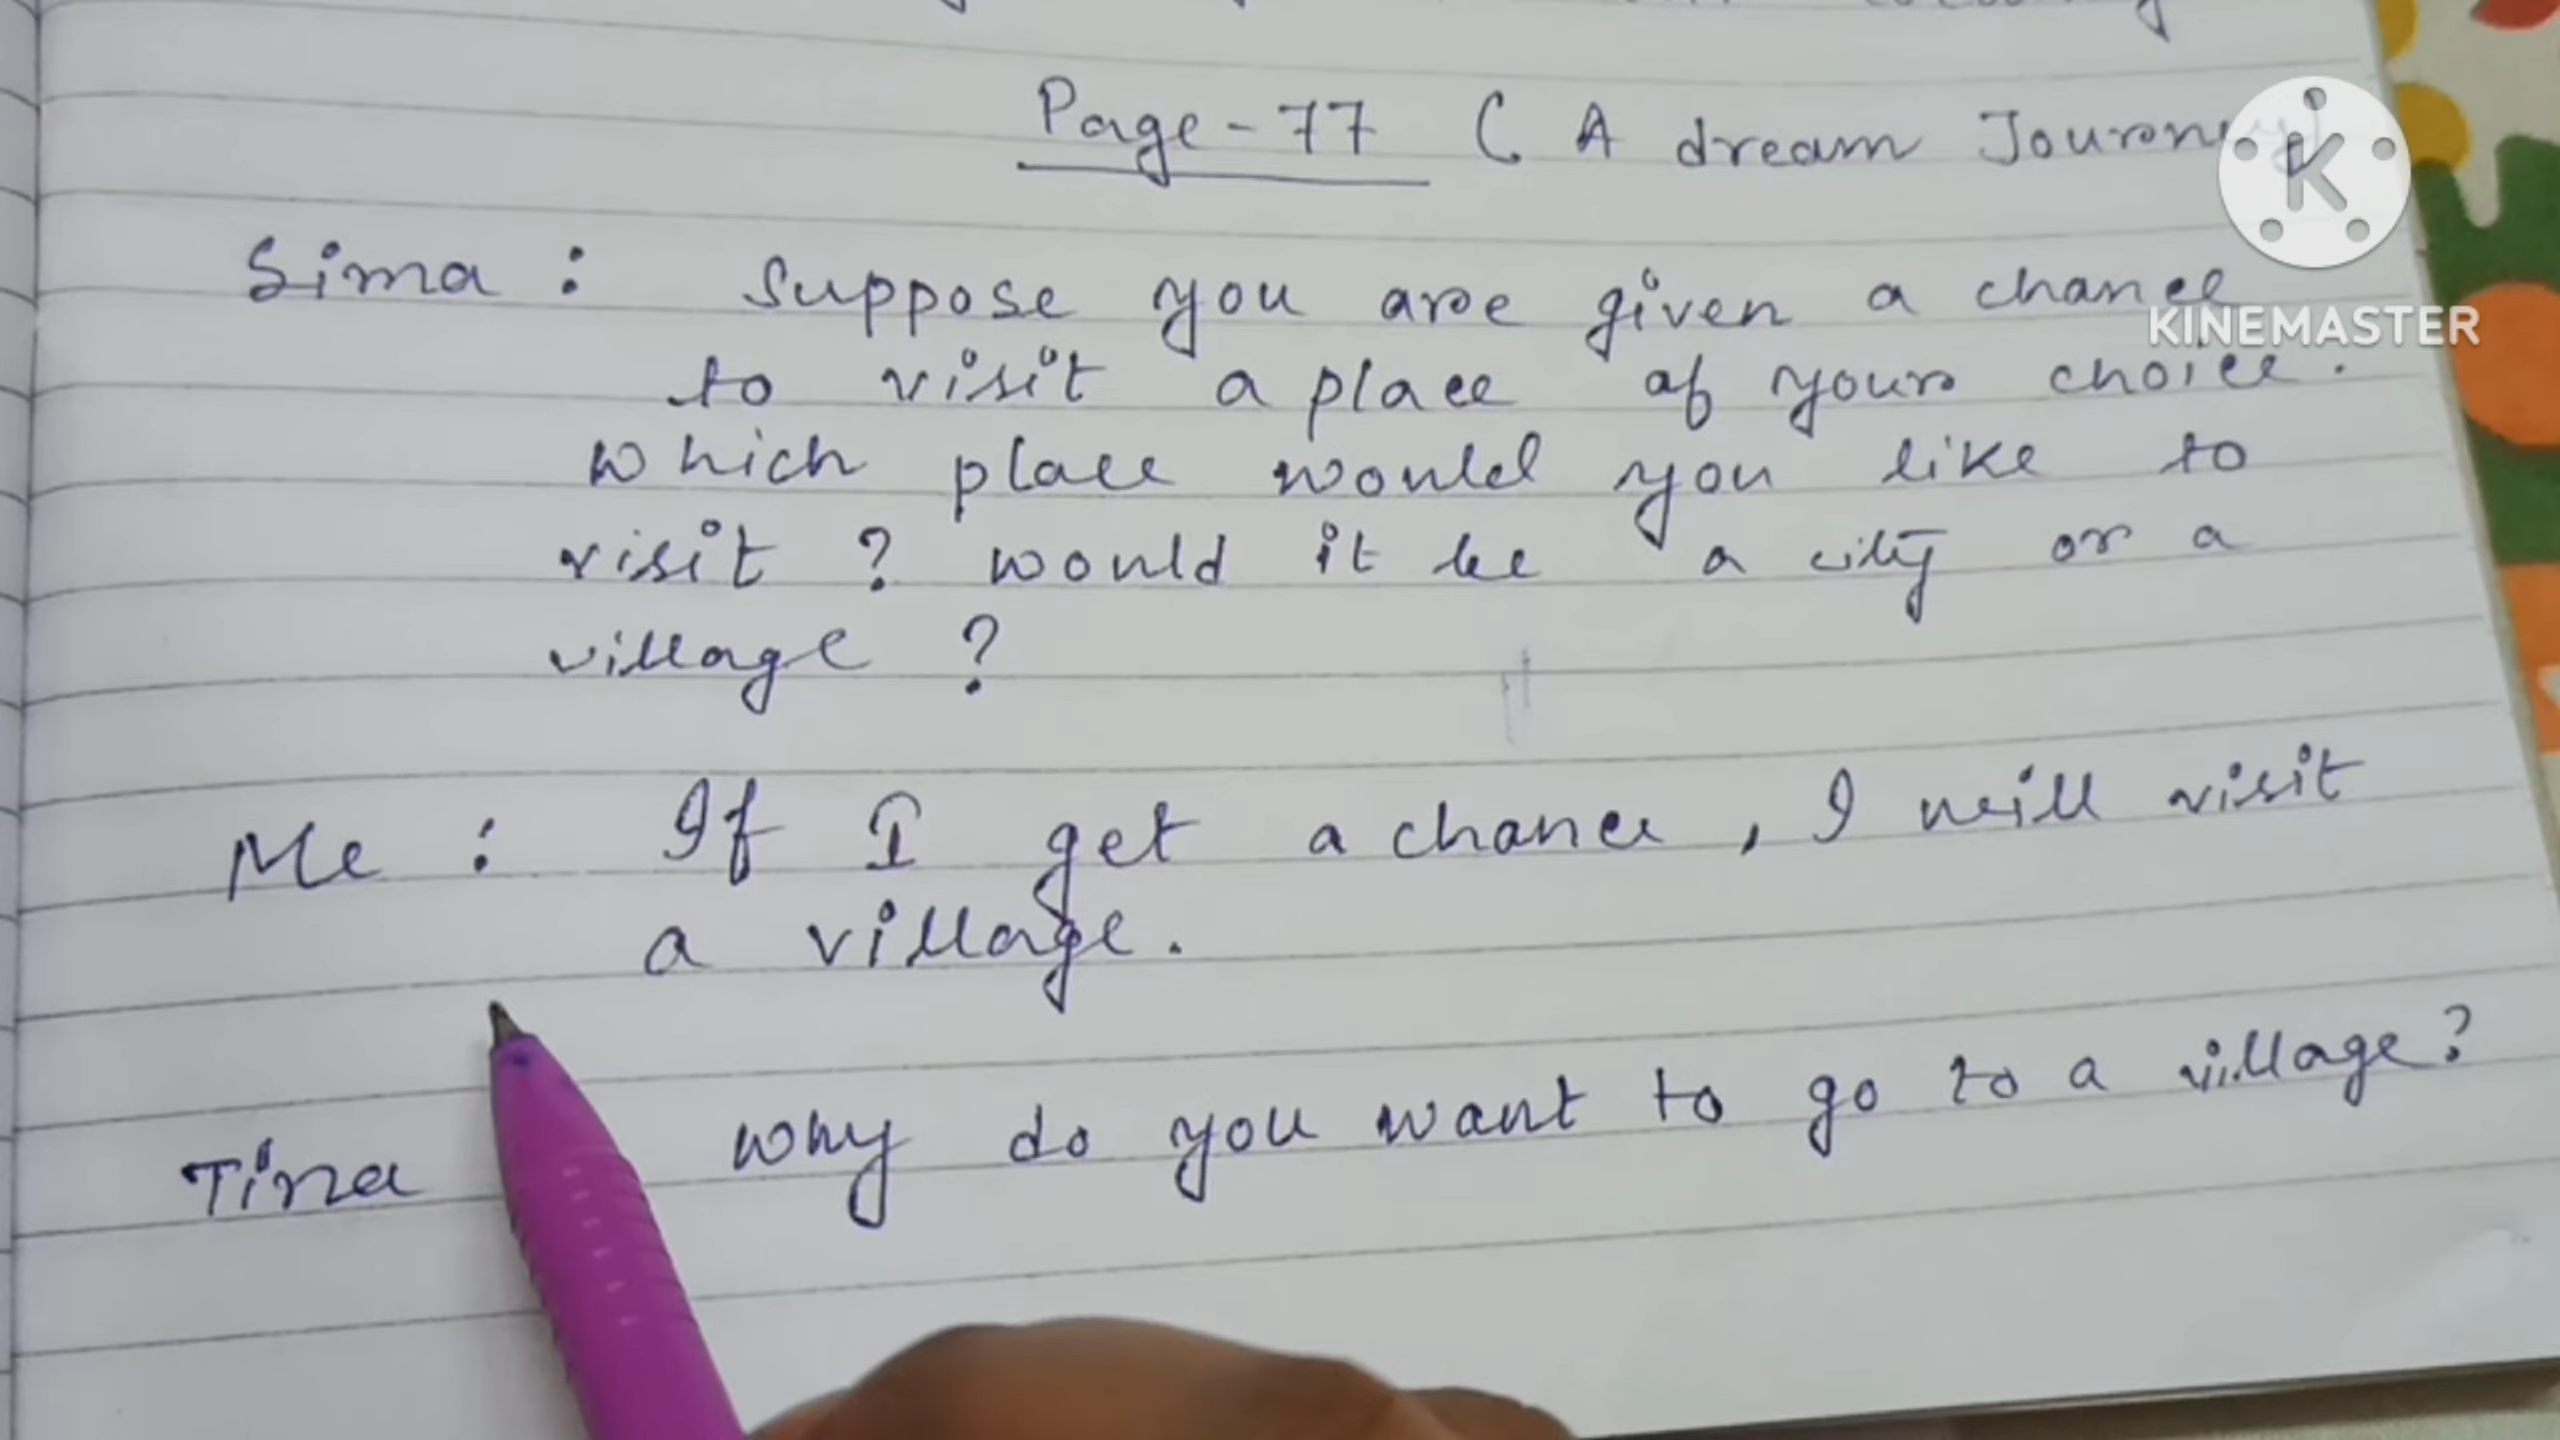 Page - 77 ( A dream Journey)
Sima : Suppose you are given a chance
to visit a place of your choice.
which place would you like to
visit ? would it be a city or a
village ?
Me : If I get a chance , I will visit
a village .
Tina why do you want to go to a village?
KINEMASTER